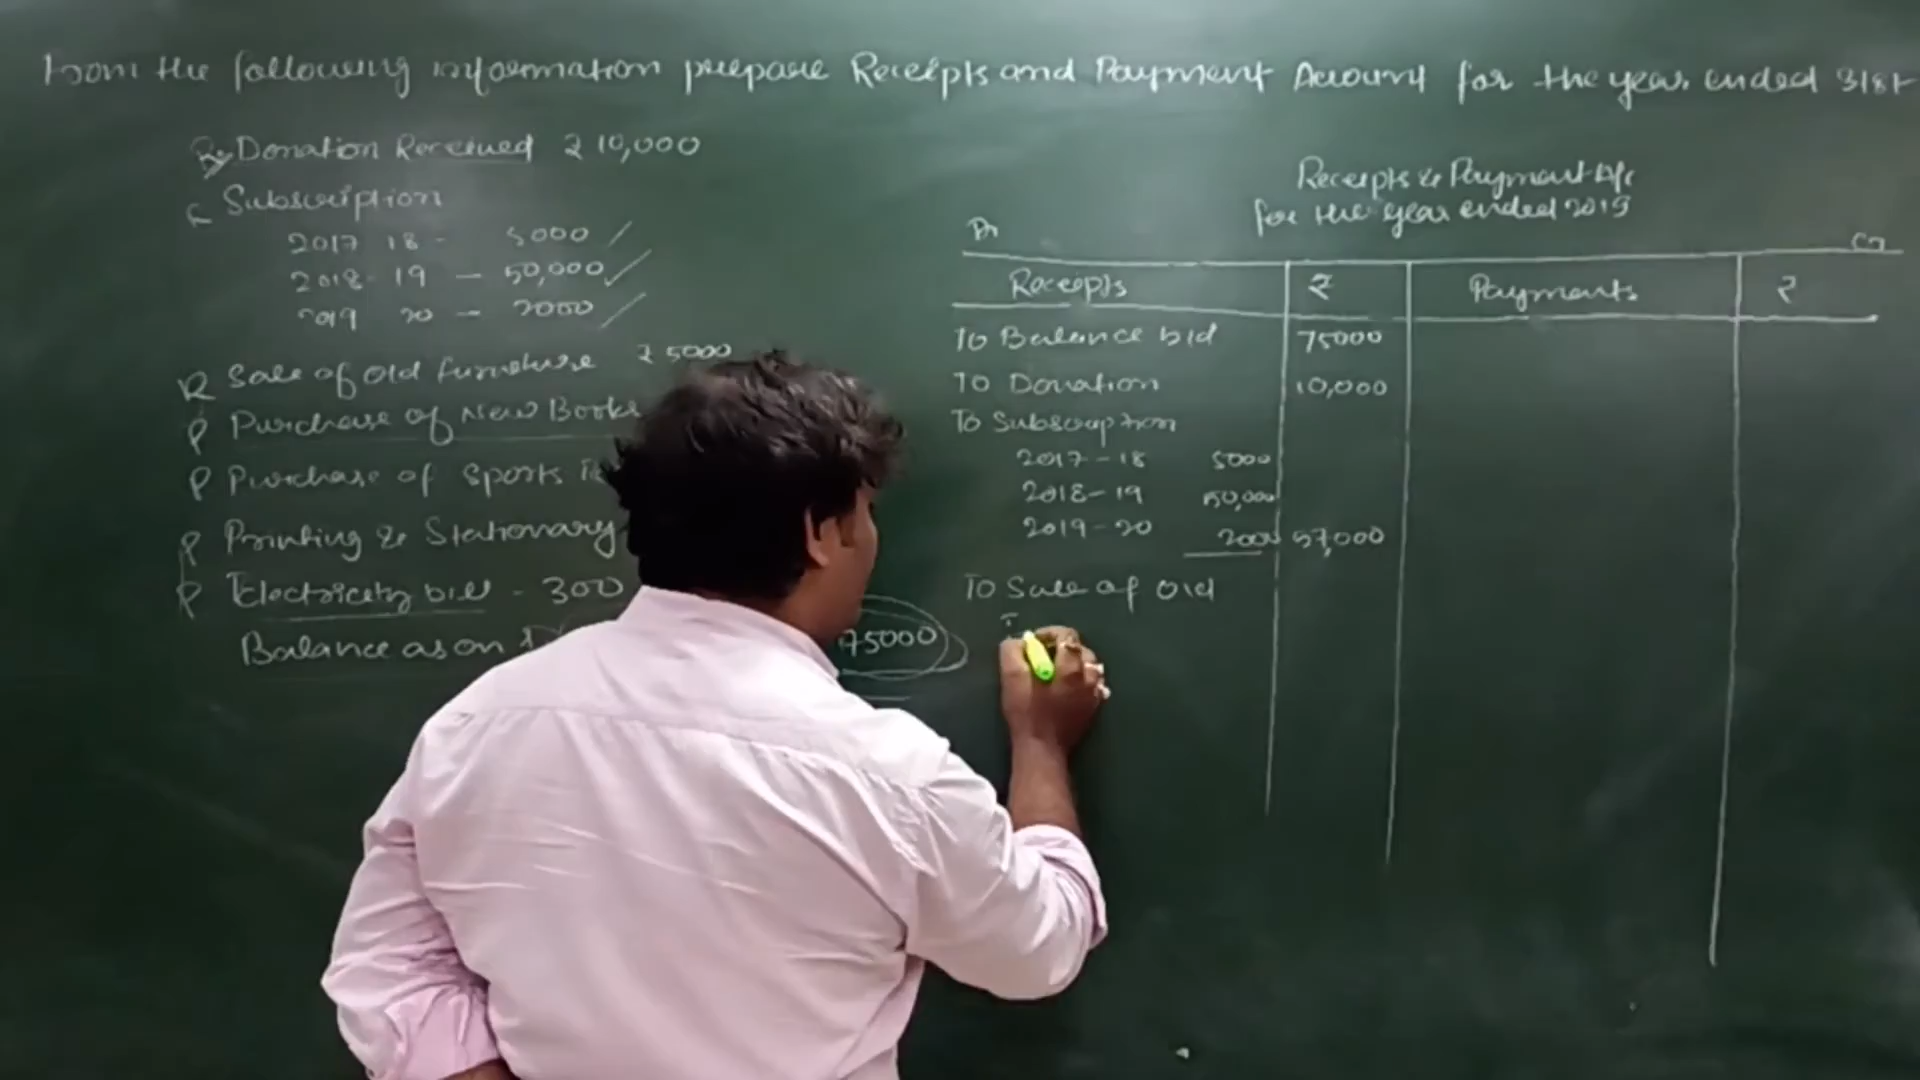 From the following information prepare Receipts and Payment Account for the year ended 31st
Donation Received ₹ 10,000
Subscription
2017 18 - 5000
2018-19 - 50,000
2019 20 - 2000
R Sale of old furniture ₹ 5000
P Purchase of New Books
P Purchase of Sports
P Printing & Stationary
P Electricity bill - 300
Balance as on
75000
Receipts & Payment A/c
for the year ended 2019
Dr
Cr
Receipts ₹ Payments ₹
To Balance b/d 75000
To Donation 10,000
To Subscription
2017-18 5000
2018-19 50,000
2019-20 2000 57,000
To Sale of old